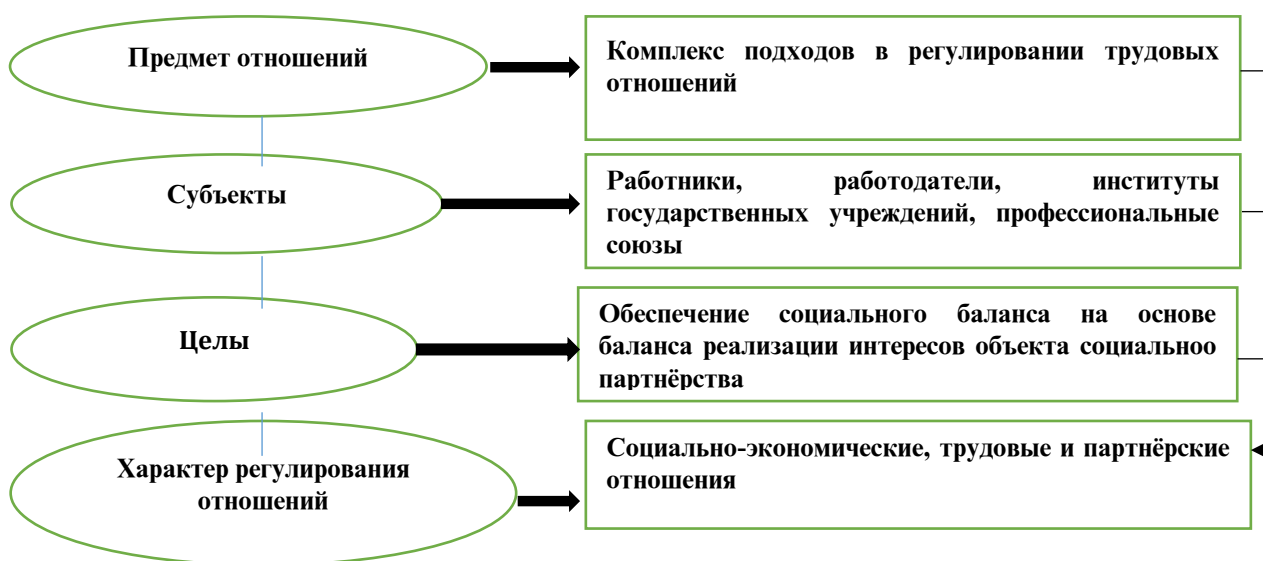 Предмет отношений
Комплекс подходов в регулировании трудовых
отношений
Субъекты
Работники, работодатели, институты
государственных учреждений, профессиональные
союзы
Целы
Обеспечение социального баланса на основе
баланса реализации интересов объекта социальноо
партнёрства
Характер регулирования
отношений
Социально-экономические, трудовые и партнёрские
отношения